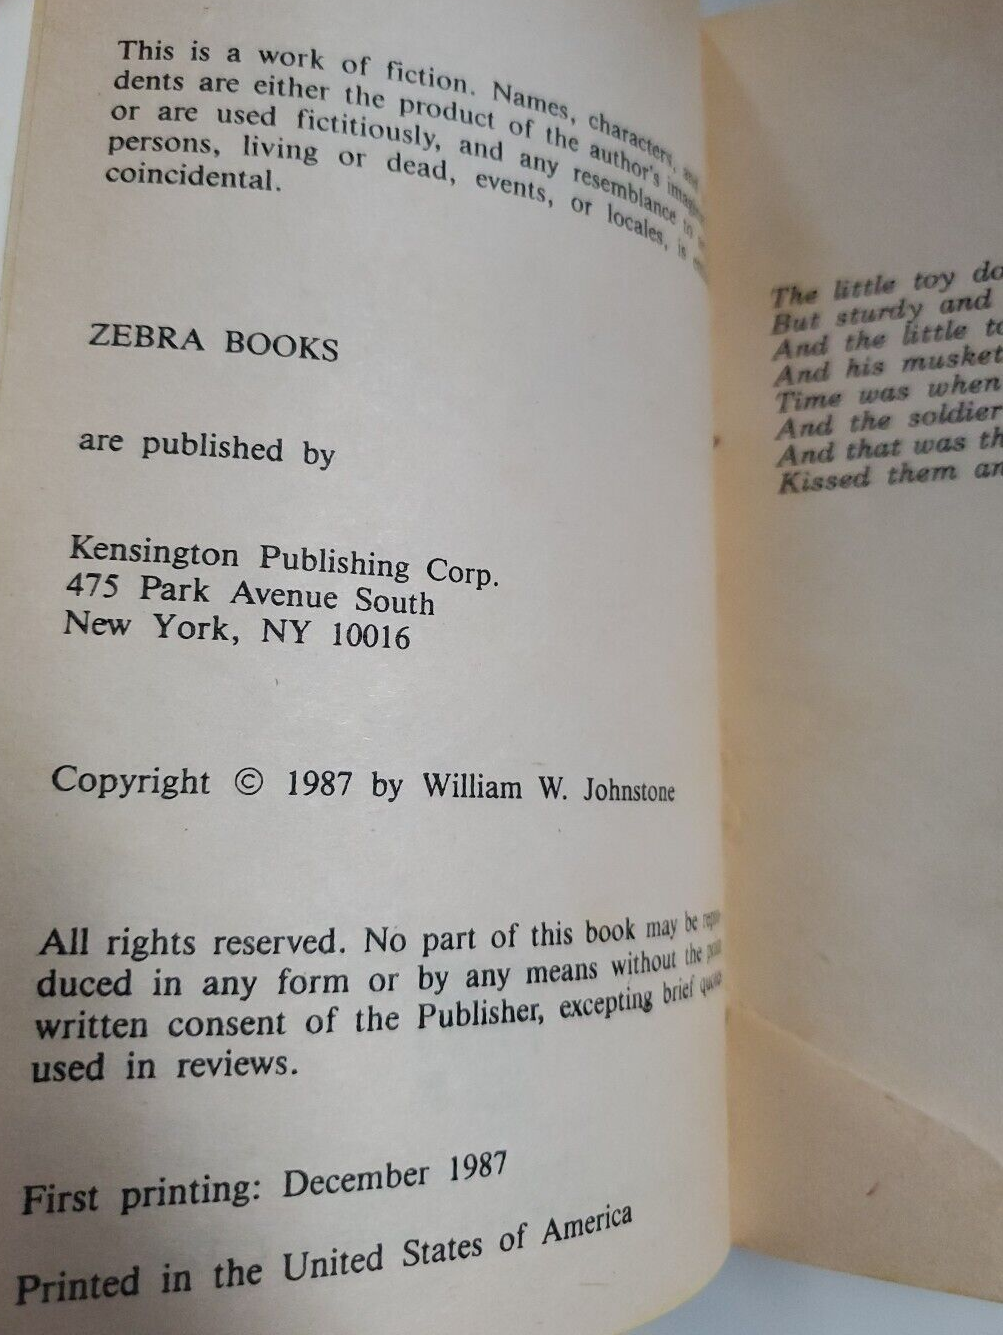 This is a work of fiction. Names, characters, and
dents are either the product of the author's
or are used fictitiously, and any resemblance to
persons, living or dead, events, or locales, is
coincidental.
ZEBRA BOOKS
are published by
Kensington Publishing Corp.
475 Park Avenue South
New York, NY 10016
Copyright © 1987 by William W. Johnstone
All rights reserved. No part of this book may be
duced in any form or by any means without the
written consent of the Publisher, excepting brief
used in reviews.
First printing: December 1987
Printed in the United States of America
The little toy do
But sturdy and
And the little to
And his musket
Time was when
And the soldier
And that was th
Kissed them an